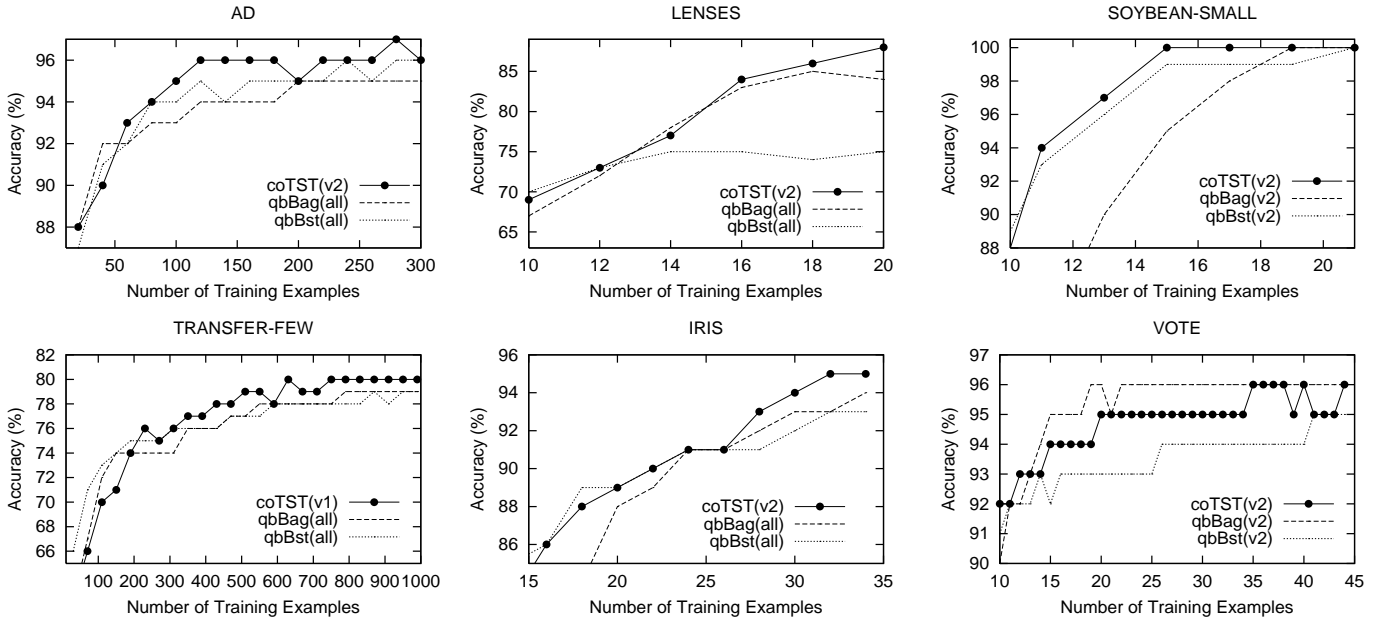 AD
Accuracy (%)
96
94
92
90
88
coTST(v2)
qbBag(all)
qbBst(all)
50 100 150 200 250 300
Number of Training Examples
LENSES
Accuracy (%)
85
80
75
70
65
coTST(v2)
qbBag(all)
qbBst(all)
10 12 14 16 18 20
Number of Training Examples
SOYBEAN-SMALL
Accuracy (%)
100
98
96
94
92
90
88
coTST(v2)
qbBag(v2)
qbBst(v2)
10 12 14 16 18 20
Number of Training Examples
TRANSFER-FEW
Accuracy (%)
82
80
78
76
74
72
70
68
66
coTST(v1)
qbBag(all)
qbBst(all)
100 200 300 400 500 600 700 800 900 1000
Number of Training Examples
IRIS
Accuracy (%)
96
94
92
90
88
86
coTST(v2)
qbBag(all)
qbBst(all)
15 20 25 30 35
Number of Training Examples
VOTE
Accuracy (%)
97
96
95
94
93
92
91
90
coTST(v2)
qbBag(v2)
qbBst(v2)
10 15 20 25 30 35 40 45
Number of Training Examples